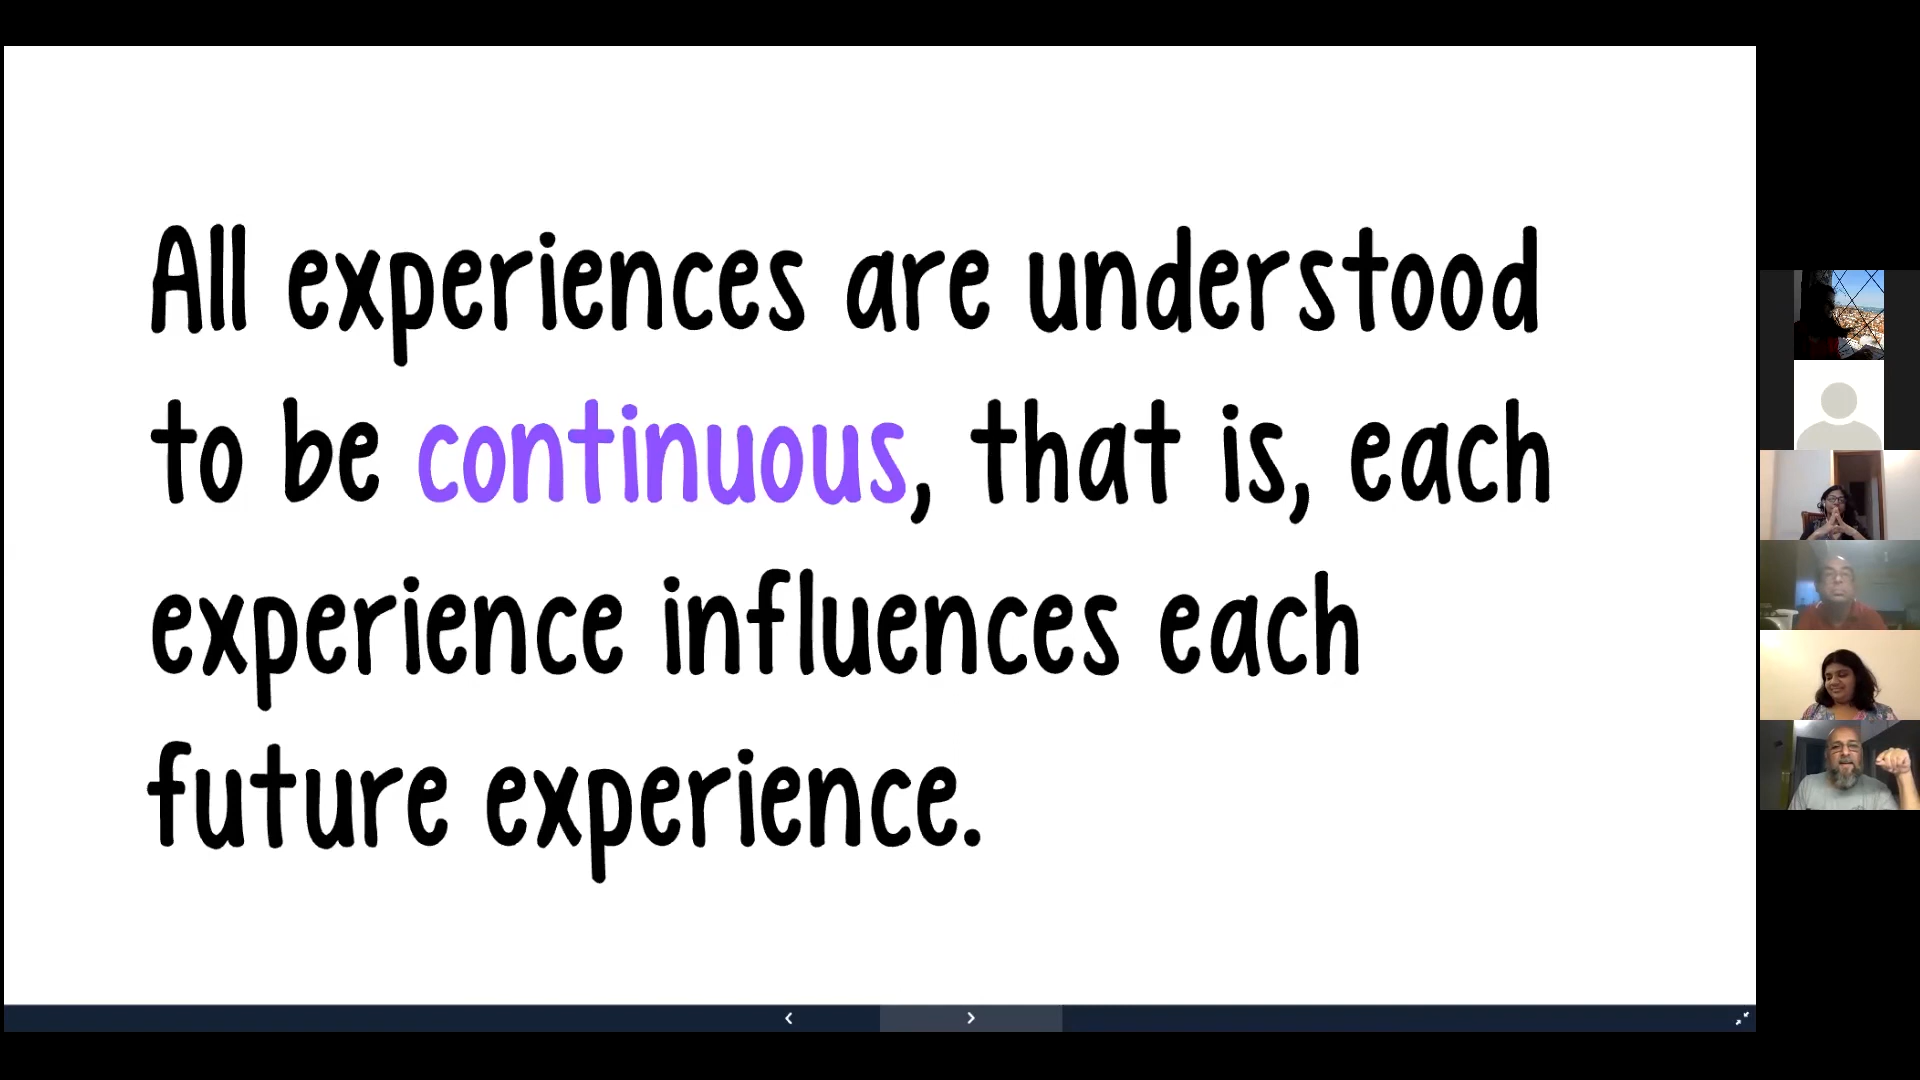 All experiences are understood
to be continuous, that is, each
experience influences each
future experience.